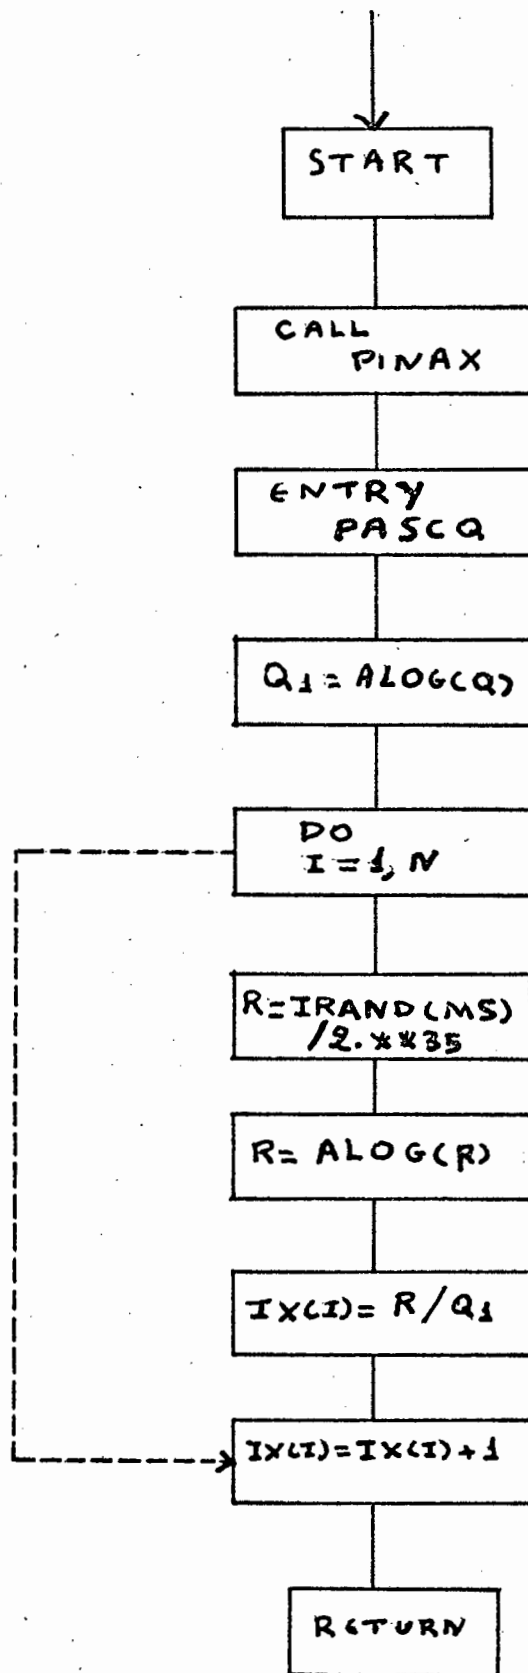 START
CALL
PINAX
ENTRY
PASCQ
Q1 = ALOG(Q)
DO
I = 1, N
R=IRAND(MS)
/2.**35
R= ALOG(R)
IX(I)= R/Q1
IX(I)=IX(I)+1
RETURN